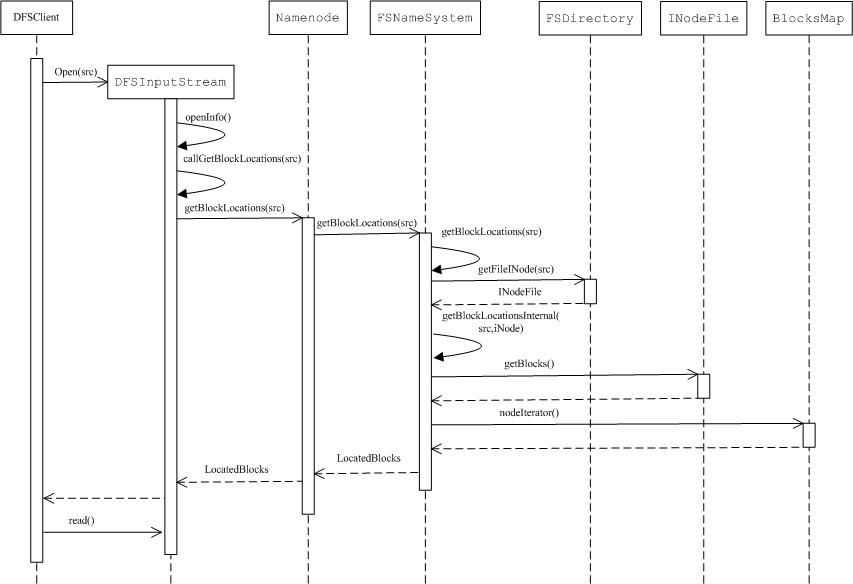 DFSClient
Namenode
FSNameSystem
FSDirectory
INodeFile
BlocksMap
Open(src)
DFSInputStream
openInfo()
callGetBlockLocations(src)
getBlockLocations(src)
getBlockLocations(src)
getBlockLocations(src)
getFileINode(src)
INodeFile
getBlockLocationsInternal(
src,iNode)
getBlocks()
nodeIterator()
LocatedBlocks
LocatedBlocks
read()